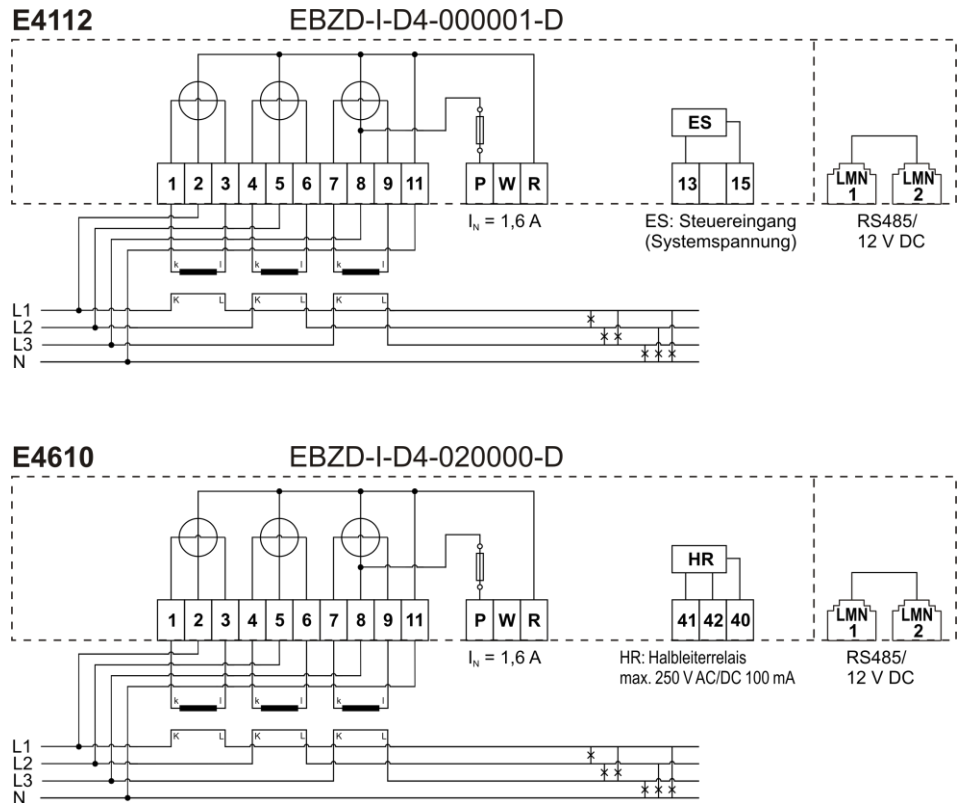 E4112 EBZD-I-D4-000001-D
ES
1 2 3 4 5 6 7 8 9 11 P W R 13 15 LMN 1 LMN 2
I_N = 1,6 A
ES: Steuereingang
(Systemspannung)
RS485/
12 V DC
k l k l k l
K L K L K L
L1
L2
L3
N
E4610 EBZD-I-D4-020000-D
HR
1 2 3 4 5 6 7 8 9 11 P W R 41 42 40 LMN 1 LMN 2
I_N = 1,6 A
HR: Halbleiterrelais
max. 250 V AC/DC 100 mA
RS485/
12 V DC
k l k l k l
K L K L K L
L1
L2
L3
N